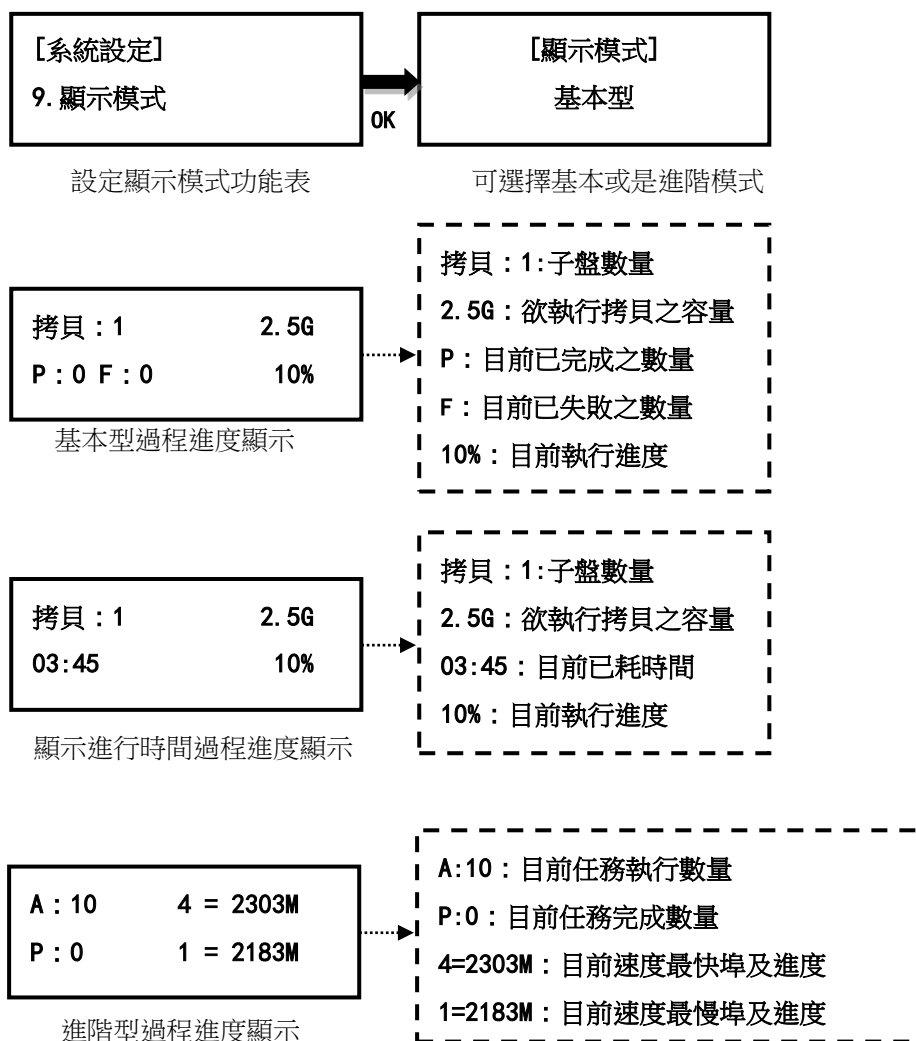 [系統設定]
9.顯示模式
OK
[顯示模式]
基本型
設定顯示模式功能表
可選擇基本或是進階模式
拷貝：1 2.5G
P：0 F：0 10%
基本型過程進度顯示
拷貝：1:子盤數量
2.5G：欲執行拷貝之容量
P：目前已完成之數量
F：目前已失敗之數量
10%：目前執行進度
拷貝：1 2.5G
03:45 10%
顯示進行時間過程進度顯示
拷貝：1:子盤數量
2.5G：欲執行拷貝之容量
03:45：目前已耗時間
10%：目前執行進度
A：10 4 = 2303M
P：0 1 = 2183M
進階型過程進度顯示
A:10：目前任務執行數量
P:0：目前任務完成數量
4=2303M：目前速度最快埠及進度
1=2183M：目前速度最慢埠及進度